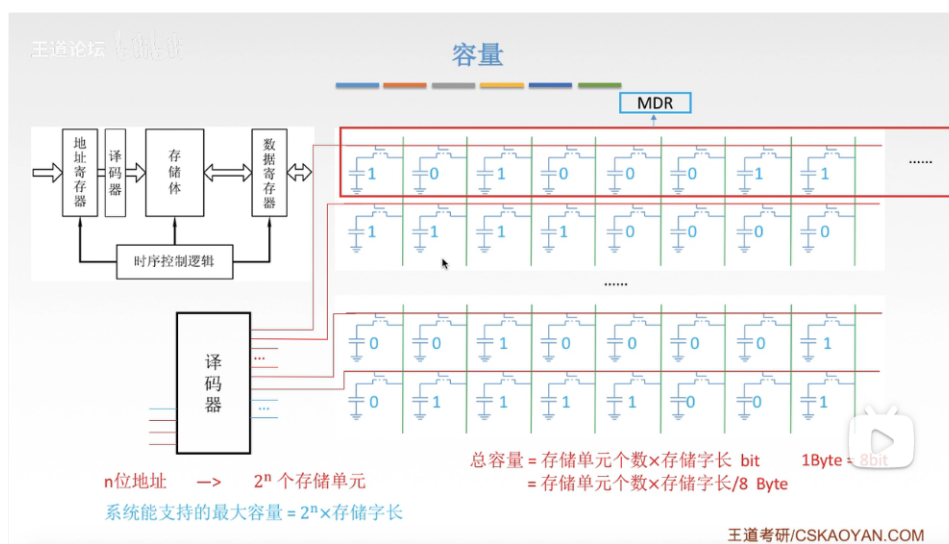 王道论坛
容量
MDR
地址寄存器
译码器
存储体
数据寄存器
时序控制逻辑
1 0 1 0 0 0 1 1
……
1 1 1 1 0 0 0 0
……
0 0 1 0 0 0 0 1
0 1 1 1 1 0 0 1
译码器
...
...
总容量 = 存储单元个数×存储字长 bit 1Byte = 8bit
= 存储单元个数×存储字长/8 Byte
n位地址 —> 2ⁿ 个存储单元
系统能支持的最大容量 = 2ⁿ×存储字长
王道考研/CSKAOYAN.COM